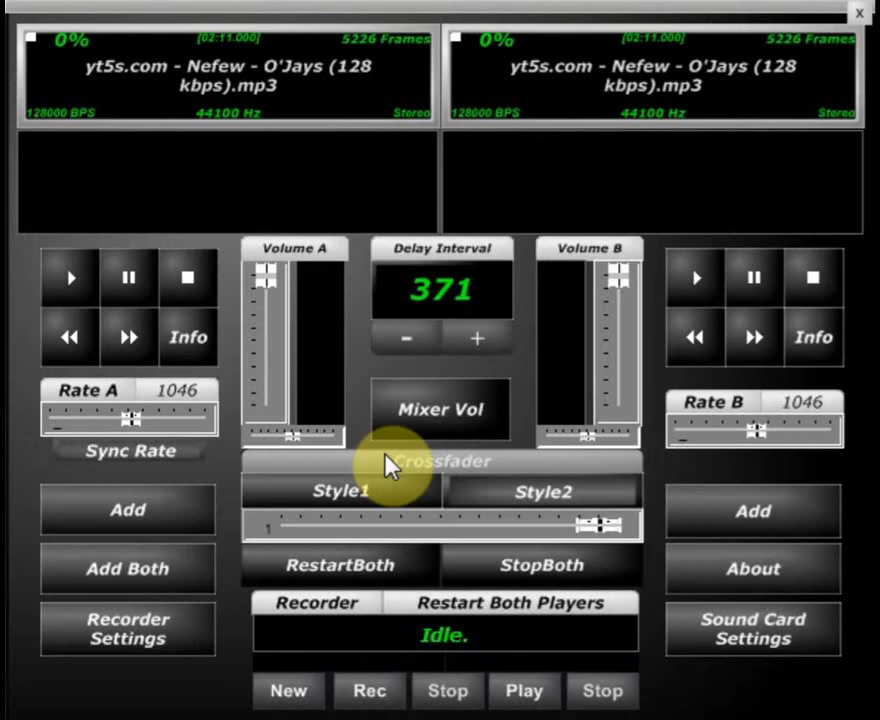 x
0% [02:11.000] 5226 Frames
yt5s.com - Nefew - O'Jays (128
kbps).mp3
128000 BPS 44100 Hz Stereo
0% [02:11.000] 5226 Frames
yt5s.com - Nefew - O'Jays (128
kbps).mp3
128000 BPS 44100 Hz Stereo
Volume A
Delay Interval
Volume B
371
- +
Info
Info
Rate A 1046
Mixer Vol
Rate B 1046
Sync Rate
Crossfader
Style1
Style2
Add
Add
1
Add Both
RestartBoth
StopBoth
About
Recorder
Settings
Recorder
Restart Both Players
Sound Card
Settings
Idle.
New
Rec
Stop
Play
Stop